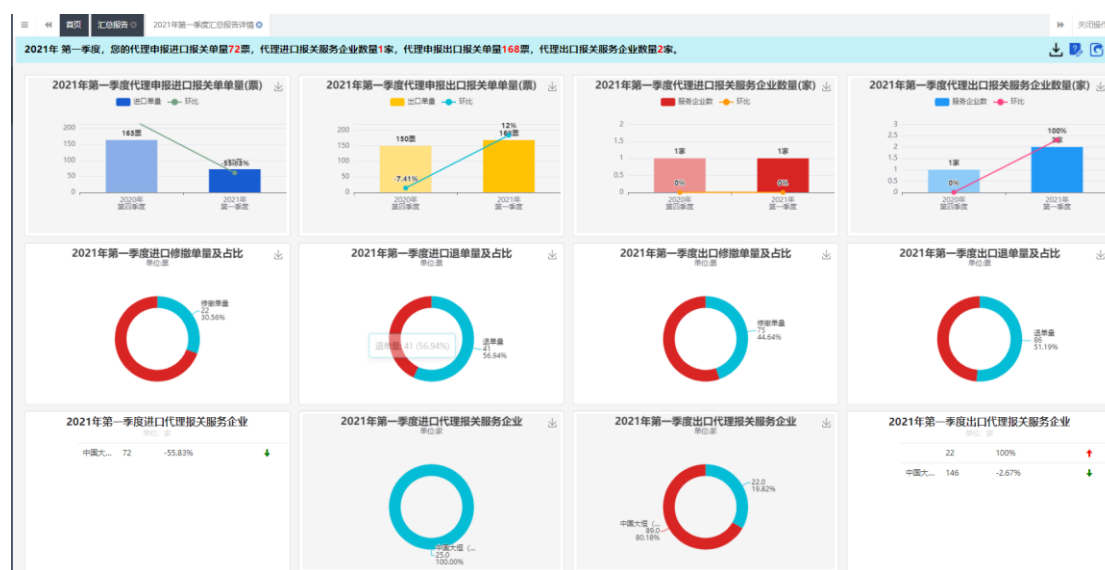 首页
汇总报告
2021年第一季度汇总报告详情
关闭操作
2021年 第一季度，您的代理申报进口报关单量72票，代理进口报关服务企业数量1家，代理申报出口报关单量168票，代理出口报关服务企业数量2家。
2021年第一季度代理申报进口报关单单量(票)
进口单量 环比
200
150
100
50
0
163票
-55.83%
2020年
第四季度
2021年
第一季度
2021年第一季度代理申报出口报关单单量(票)
出口单量 环比
200
150
100
50
0
150票
-7.41%
12%
168票
2020年
第四季度
2021年
第一季度
2021年第一季度代理进口报关服务企业数量(家)
服务企业数 环比
2
1.5
1
0.5
0
1家
0%
1家
0%
2020年
第四季度
2021年
第一季度
2021年第一季度代理出口报关服务企业数量(家)
服务企业数 环比
3
2.5
2
1.5
1
0.5
0
1家
0%
100%
2020年
第四季度
2021年
第一季度
2021年第一季度进口修撤单量及占比
单位:票
修撤单量
22
30.56%
2021年第一季度进口退单量及占比
单位:票
退单量: 41 (56.94%)
退单量
41
56.94%
2021年第一季度出口修撤单量及占比
单位:票
修撤单量
75
44.64%
2021年第一季度出口退单量及占比
单位:票
退单量
86
51.19%
2021年第一季度进口代理报关服务企业
单位: 家
中国大... 72 -55.83%
2021年第一季度进口代理报关服务企业
单位:家
中国大恒（...
25.0
100.00%
2021年第一季度出口代理报关服务企业
单位:家
22.0
19.82%
中国大恒（...
89.0
80.18%
2021年第一季度出口代理报关服务企业
单位: 家
22 100%
中国大... 146 -2.67%